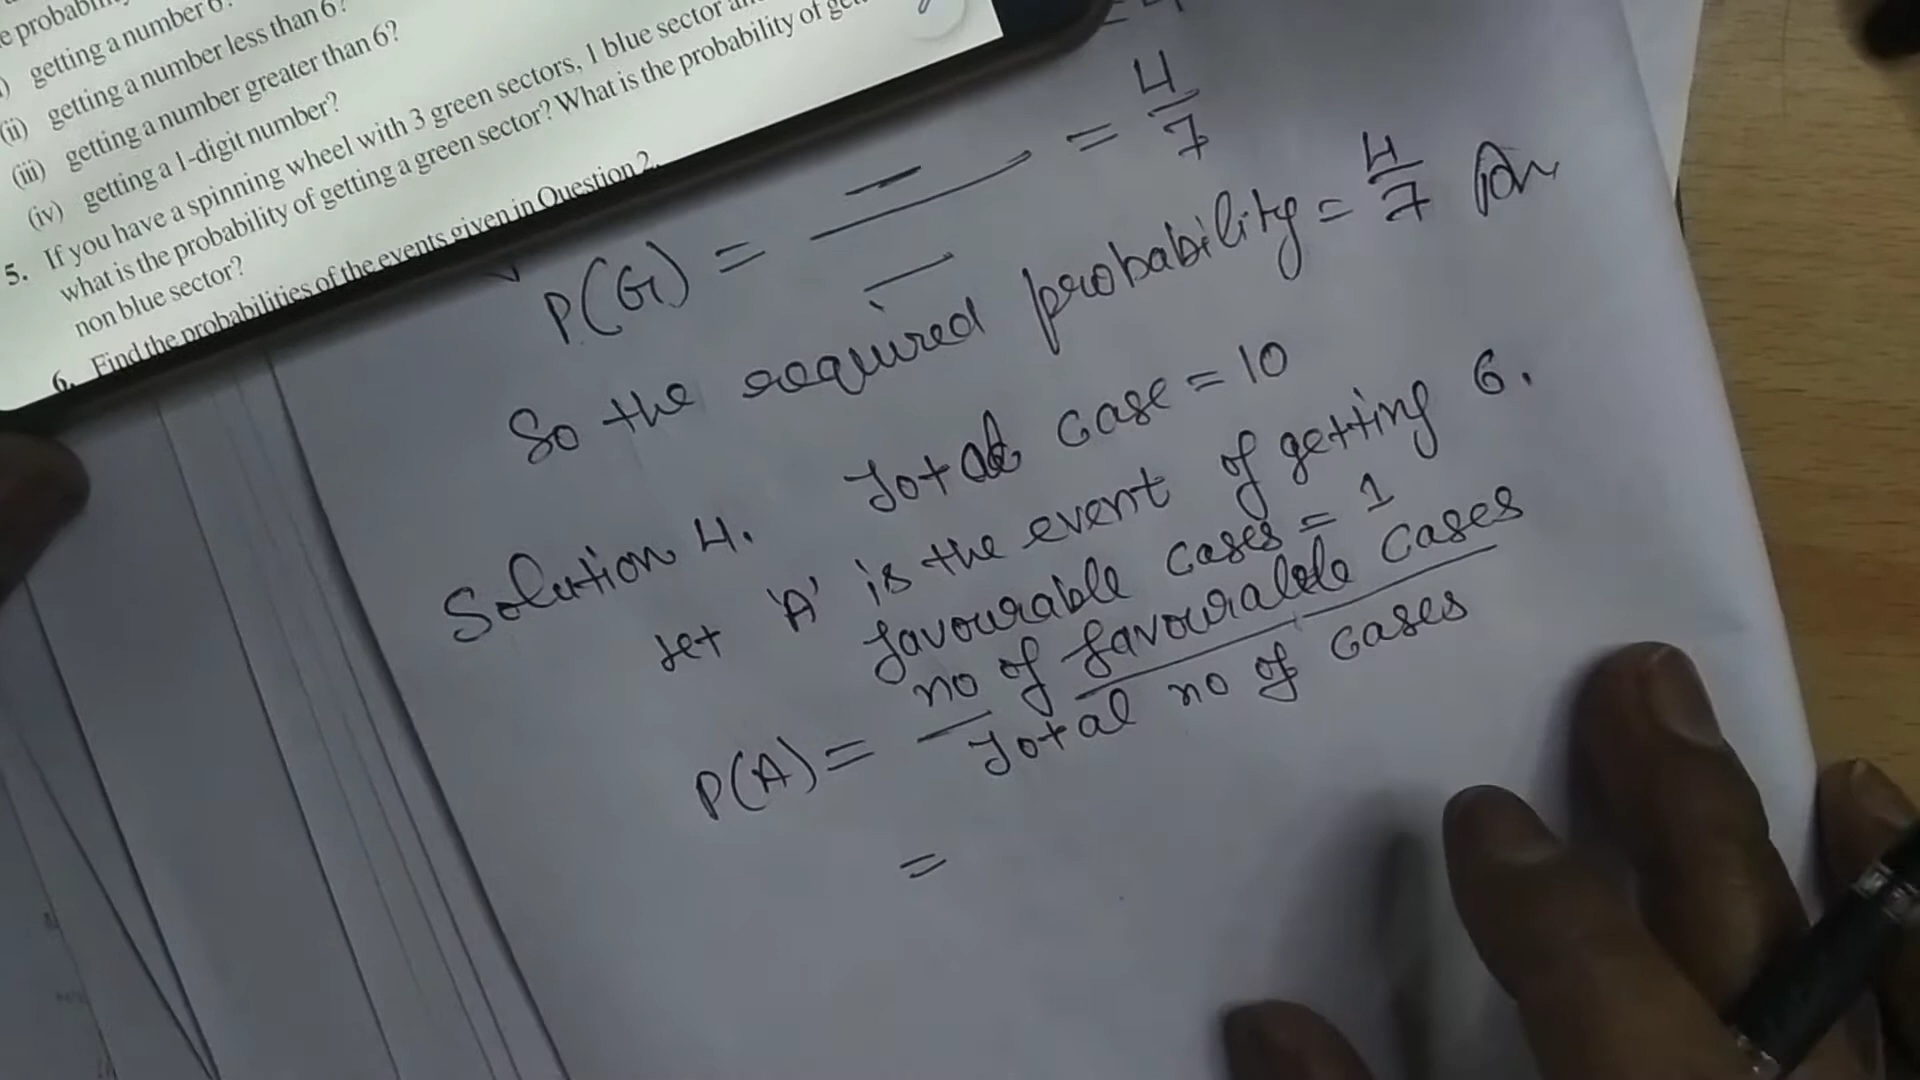 e probability
) getting a number 6?
(ii) getting a number less than 6?
(iii) getting a number greater than 6?
(iv) getting a 1-digit number?
5. If you have a spinning wheel with 3 green sectors, 1 blue sector
what is the probability of getting a green sector? What is the probability of
non blue sector?
6. Find the probabilities of the events given in Question 2.
P(G) = — = 4/7
So the required probability = 4/7 Ans
Solution 4. Total case = 10
Let 'A' is the event of getting 6.
favourable cases = 1
P(A) = no of favourable cases / Total no of cases
=